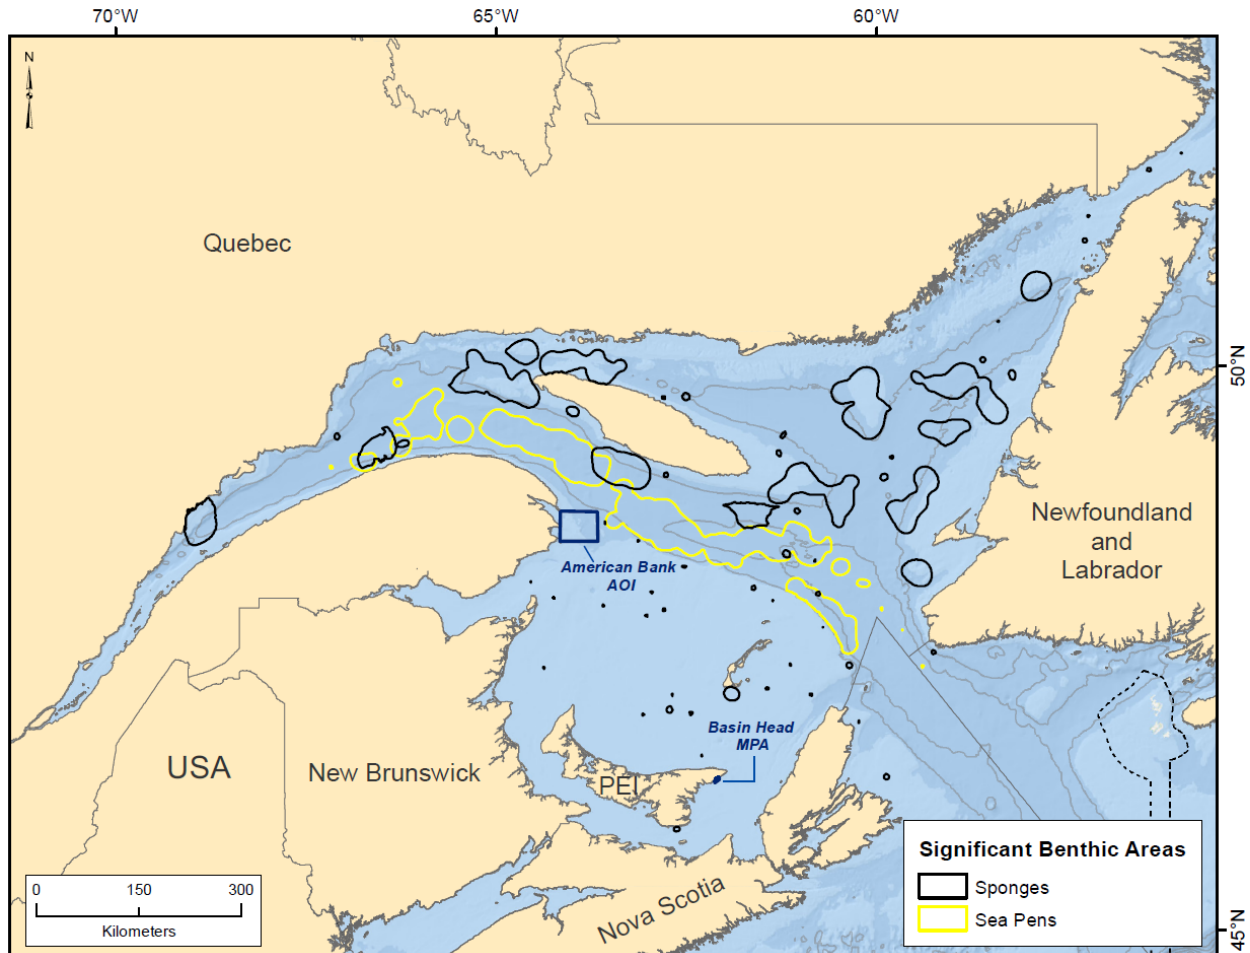 70°W
65°W
60°W
N
50°N
Quebec
Newfoundland
and
Labrador
American Bank
AOI
Basin Head
MPA
USA
New Brunswick
PEI
Nova Scotia
45°N
0
150
300
Kilometers
Significant Benthic Areas
Sponges
Sea Pens